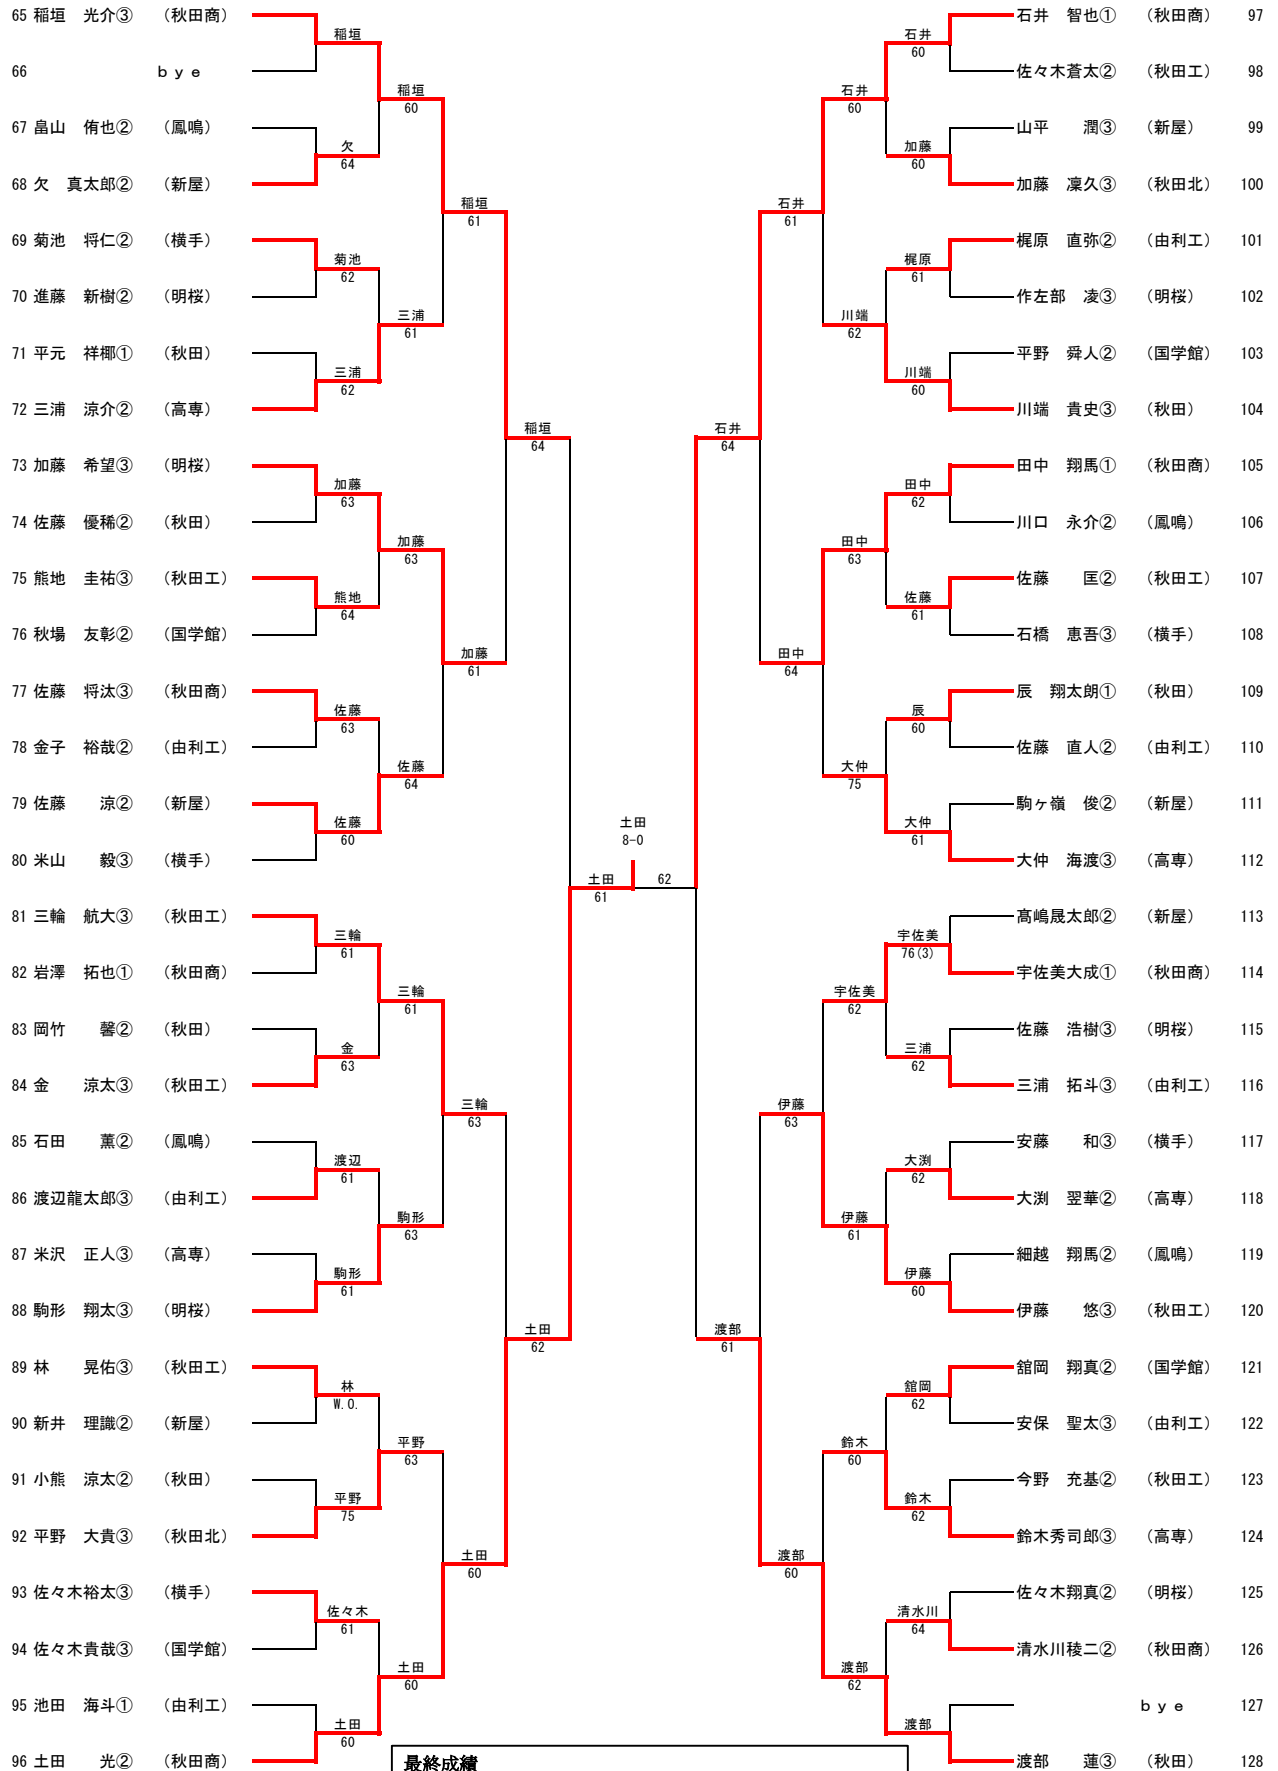 65 稲垣　光介③ （秋田商）
66 ｂｙｅ
67 畠山　侑也② （鳳鳴）
68 欠　真太郎② （新屋）
69 菊池　将仁② （横手）
70 進藤　新樹② （明桜）
71 平元　祥椰① （秋田）
72 三浦　涼介② （高専）
73 加藤　希望③ （明桜）
74 佐藤　優稀② （秋田）
75 熊地　圭祐③ （秋田工）
76 秋場　友彰② （国学館）
77 佐藤　将汰③ （秋田商）
78 金子　裕哉② （由利工）
79 佐藤　　涼② （新屋）
80 米山　　毅③ （横手）
81 三輪　航大③ （秋田工）
82 岩澤　拓也① （秋田商）
83 岡竹　　馨② （秋田）
84 金　　涼太③ （秋田工）
85 石田　　薫② （鳳鳴）
86 渡辺龍太郎③ （由利工）
87 米沢　正人③ （高専）
88 駒形　翔太③ （明桜）
89 林　　晃佑③ （秋田工）
90 新井　理識② （新屋）
91 小熊　涼太② （秋田）
92 平野　大貴③ （秋田北）
93 佐々木裕太③ （横手）
94 佐々木貴哉③ （国学館）
95 池田　海斗① （由利工）
96 土田　　光② （秋田商）
稲垣
欠
64
菊池
62
三浦
62
加藤
63
熊地
64
佐藤
63
佐藤
60
三輪
61
金
63
渡辺
61
駒形
61
林
W.O.
平野
75
佐々木
61
土田
60
稲垣
60
三浦
61
加藤
63
佐藤
64
三輪
61
駒形
63
平野
63
土田
60
稲垣
61
加藤
61
三輪
63
土田
60
稲垣
64
土田
62
土田
61
土田
8-0
62
石井
64
渡部
61
石井
61
田中
64
伊藤
63
渡部
60
石井
60
川端
62
田中
63
大仲
75
宇佐美
62
伊藤
61
鈴木
60
渡部
62
石井
60
加藤
60
梶原
61
川端
60
田中
62
佐藤
61
辰
60
大仲
61
宇佐美
76(3)
三浦
62
大渕
62
伊藤
60
舘岡
62
鈴木
62
清水川
64
渡部
石井　智也① （秋田商） 97
佐々木蒼太② （秋田工） 98
山平　　潤③ （新屋） 99
加藤　凜久③ （秋田北） 100
梶原　直弥② （由利工） 101
作左部　凌③ （明桜） 102
平野　舜人② （国学館） 103
川端　貴史③ （秋田） 104
田中　翔馬① （秋田商） 105
川口　永介② （鳳鳴） 106
佐藤　　匡② （秋田工） 107
石橋　恵吾③ （横手） 108
辰　翔太朗① （秋田） 109
佐藤　直人② （由利工） 110
駒ヶ嶺　俊② （新屋） 111
大仲　海渡③ （高専） 112
髙嶋晟太郎② （新屋） 113
宇佐美大成① （秋田商） 114
佐藤　浩樹③ （明桜） 115
三浦　拓斗③ （由利工） 116
安藤　　和③ （横手） 117
大渕　翌華② （高専） 118
細越　翔馬② （鳳鳴） 119
伊藤　　悠③ （秋田工） 120
舘岡　翔真② （国学館） 121
安保　聖太③ （由利工） 122
今野　充基② （秋田工） 123
鈴木秀司郎③ （高専） 124
佐々木翔真② （明桜） 125
清水川稜二② （秋田商） 126
ｂｙｅ 127
渡部　　蓮③ （秋田） 128
最終成績